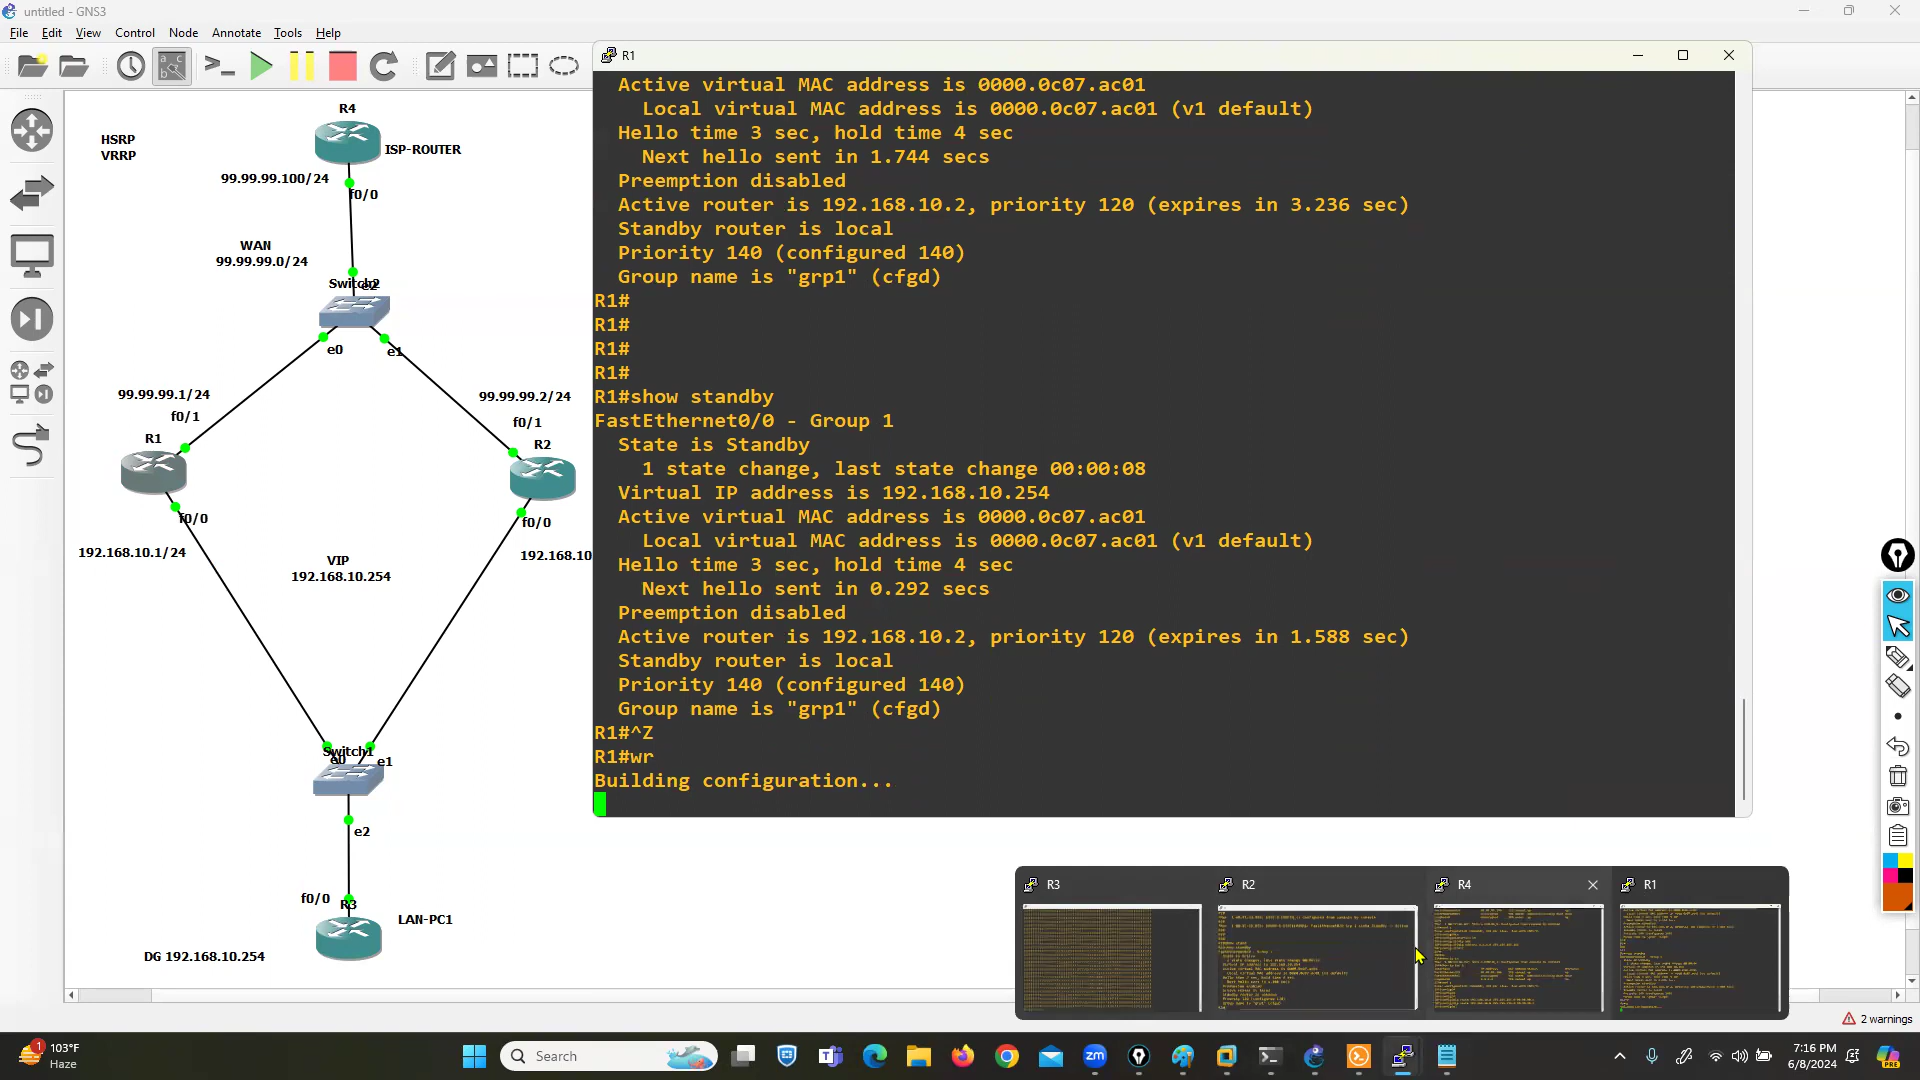 untitled - GNS3
File Edit View Control Node Annotate Tools Help
R1
HSRP
VRRP
R4
ISP-ROUTER
99.99.99.100/24
f0/0
WAN
99.99.99.0/24
Switch2
e2
e0
e1
99.99.99.1/24
f0/1
R1
99.99.99.2/24
f0/1
R2
f0/0
f0/0
192.168.10.1/24
192.168.10
VIP
192.168.10.254
Switch1
e0
e1
e2
f0/0
R3
LAN-PC1
DG 192.168.10.254
Active virtual MAC address is 0000.0c07.ac01
Local virtual MAC address is 0000.0c07.ac01 (v1 default)
Hello time 3 sec, hold time 4 sec
Next hello sent in 1.744 secs
Preemption disabled
Active router is 192.168.10.2, priority 120 (expires in 3.236 sec)
Standby router is local
Priority 140 (configured 140)
Group name is "grp1" (cfgd)
R1#
R1#
R1#
R1#
R1#show standby
FastEthernet0/0 - Group 1
State is Standby
1 state change, last state change 00:00:08
Virtual IP address is 192.168.10.254
Active virtual MAC address is 0000.0c07.ac01
Local virtual MAC address is 0000.0c07.ac01 (v1 default)
Hello time 3 sec, hold time 4 sec
Next hello sent in 0.292 secs
Preemption disabled
Active router is 192.168.10.2, priority 120 (expires in 1.588 sec)
Standby router is local
Priority 140 (configured 140)
Group name is "grp1" (cfgd)
R1#^Z
R1#wr
Building configuration...
R3
R2
R4
R1
2 warnings
1
103°F
Haze
Search
zm
7:16 PM
6/8/2024
PRE